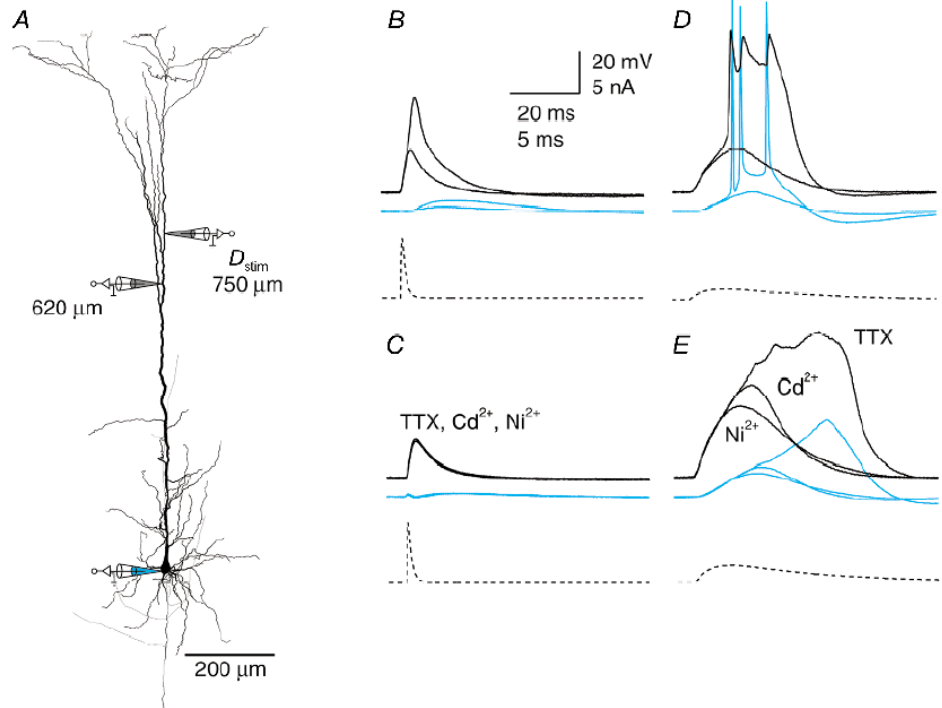 A
D
stim
750 μm
620 μm
200 μm
B
20 mV
5 nA
20 ms
5 ms
D
C
TTX, Cd²⁺, Ni²⁺
E
TTX
Cd²⁺
Ni²⁺